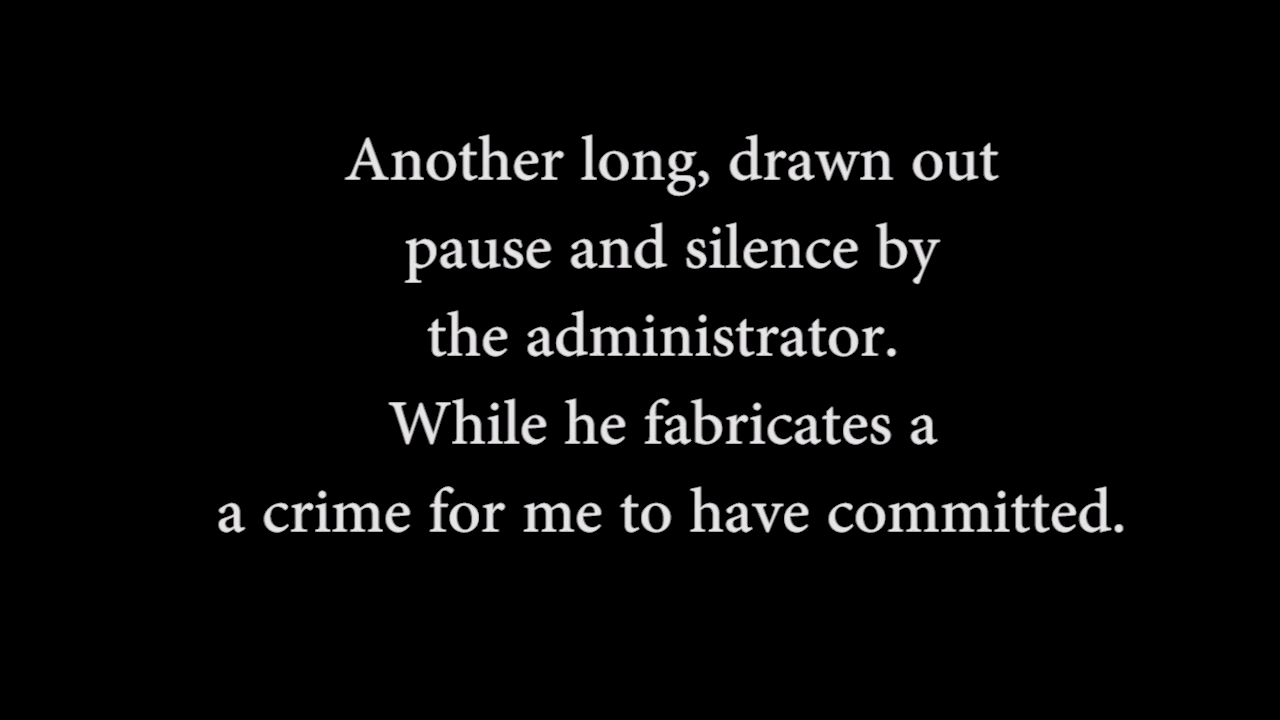 Another long, drawn out
pause and silence by
the administrator.
While he fabricates a
a crime for me to have committed.